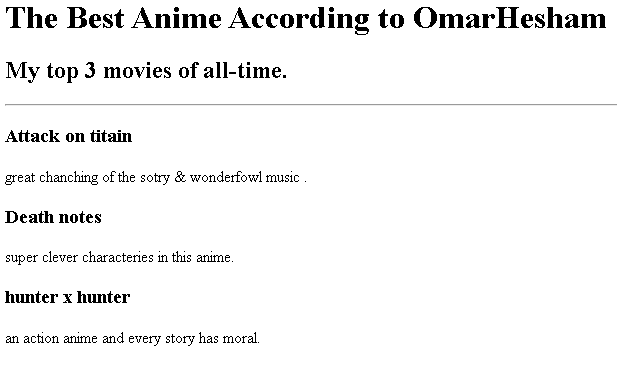 The Best Anime According to OmarHesham
My top 3 movies of all-time.
Attack on titain
great chanching of the sotry & wonderfowl music .
Death notes
super clever characteries in this anime.
hunter x hunter
an action anime and every story has moral.